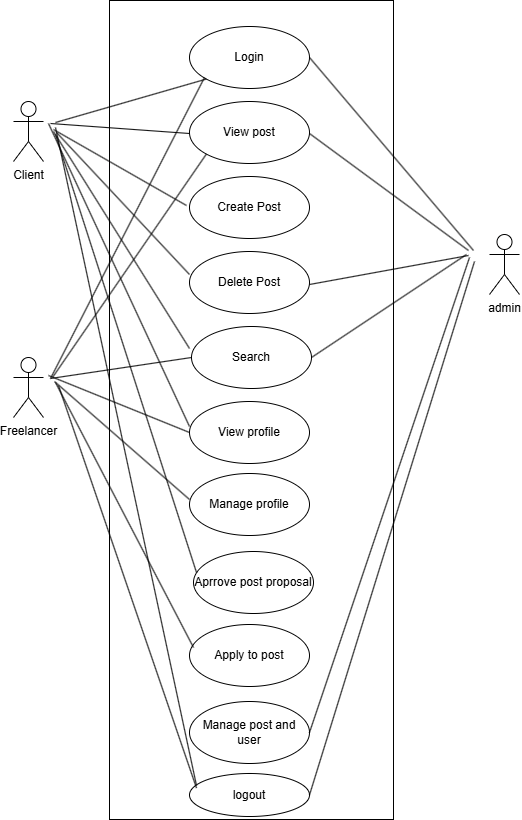 Login
View post
Create Post
Client
Delete Post
admin
Search
Freelancer
View profile
Manage profile
Aprrove post proposal
Apply to post
Manage post and
user
logout